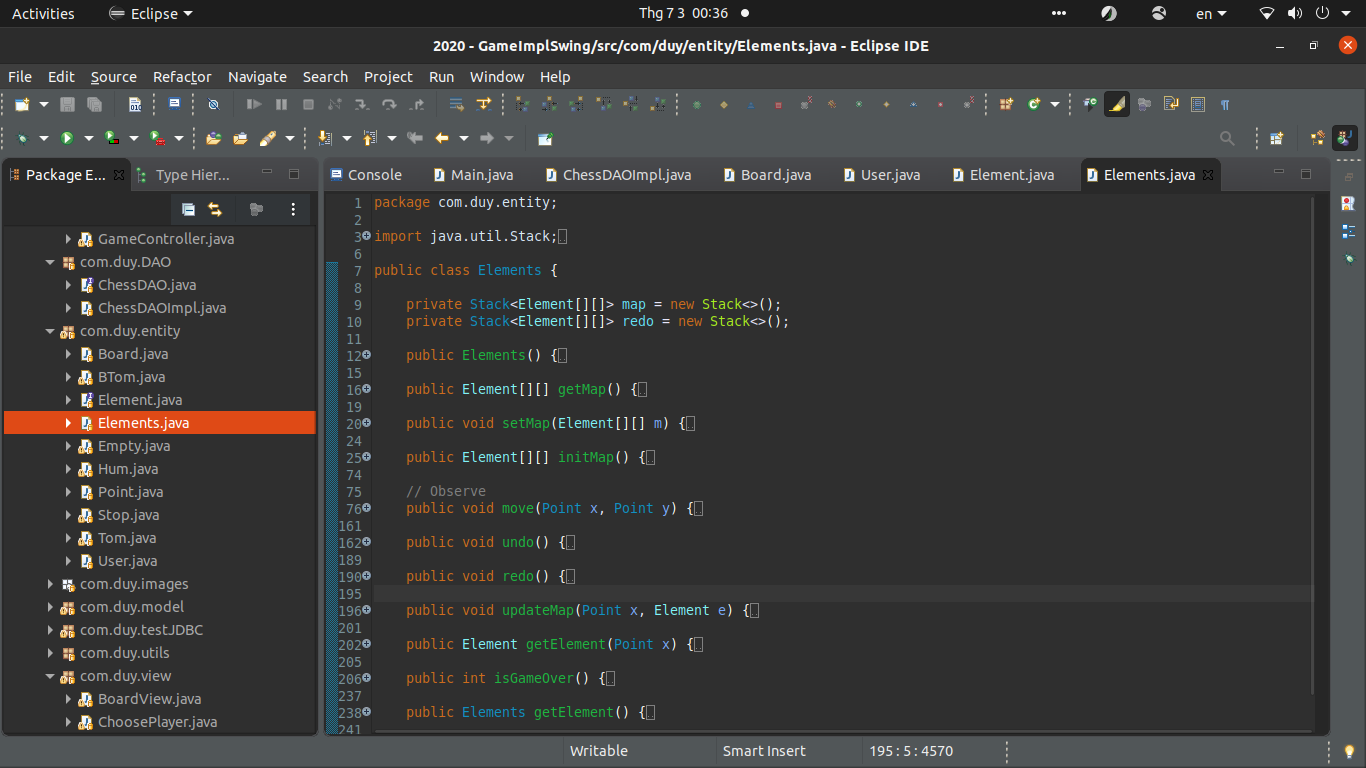 Activities Eclipse Thg 7 3 00:36 en
2020 - GameImplSwing/src/com/duy/entity/Elements.java - Eclipse IDE
File Edit Source Refactor Navigate Search Project Run Window Help
Package E... Type Hier...
GameController.java
com.duy.DAO
ChessDAO.java
ChessDAOImpl.java
com.duy.entity
Board.java
BTom.java
Element.java
Elements.java
Empty.java
Hum.java
Point.java
Stop.java
Tom.java
User.java
com.duy.images
com.duy.model
com.duy.testJDBC
com.duy.utils
com.duy.view
BoardView.java
ChoosePlayer.java
Console Main.java ChessDAOImpl.java Board.java User.java Element.java Elements.java
1 package com.duy.entity;
2
3 import java.util.Stack;
6
7 public class Elements {
8
9 private Stack<Element[][]> map = new Stack<>();
10 private Stack<Element[][]> redo = new Stack<>();
11
12 public Elements() {
15
16 public Element[][] getMap() {
19
20 public void setMap(Element[][] m) {
24
25 public Element[][] initMap() {
74
75 // Observe
76 public void move(Point x, Point y) {
161
162 public void undo() {
189
190 public void redo() {
195
196 public void updateMap(Point x, Element e) {
201
202 public Element getElement(Point x) {
205
206 public int isGameOver() {
237
238 public Elements getElement() {
241
Writable Smart Insert 195 : 5 : 4570